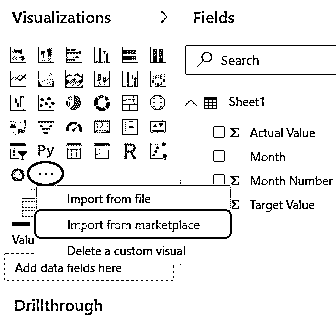 Visualizations
Fields
Search
Sheet1
Actual Value
Month
Month Number
Target Value
Py
R
Import from file
Import from marketplace
Delete a custom visual
Valu
Add data fields here
Drillthrough